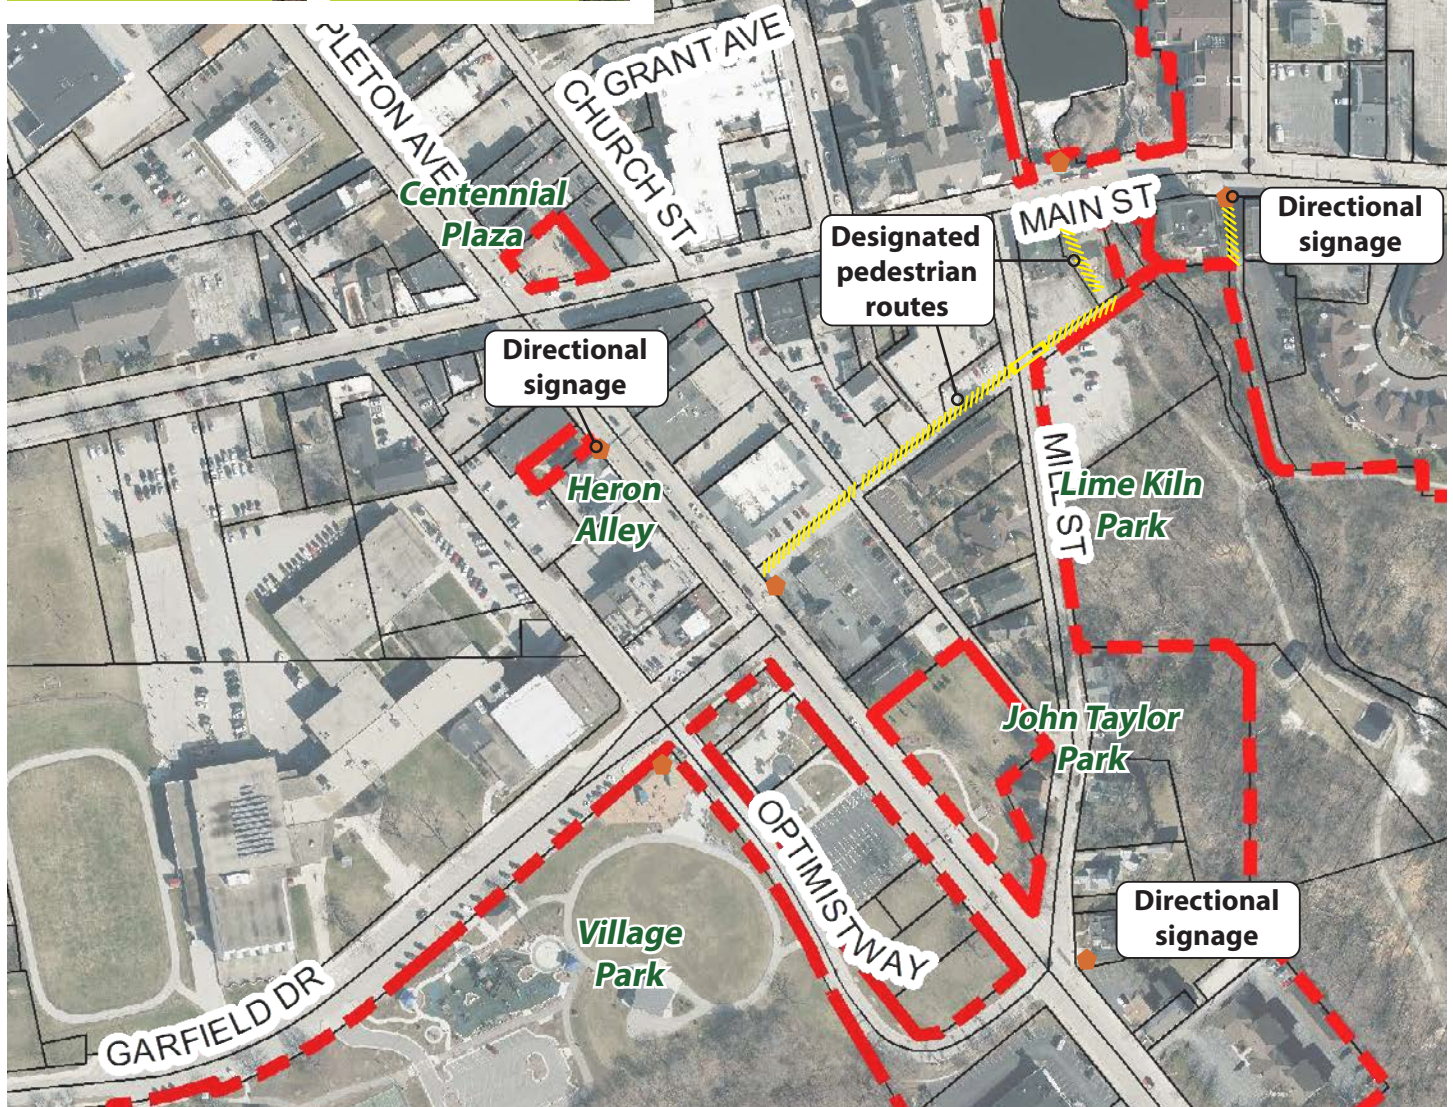 GRANT AVE
CHURCH ST
PLETON AVE
Centennial
Plaza
MAIN ST
Directional
signage
Designated
pedestrian
routes
Directional
signage
Heron
Alley
MILL ST
Lime Kiln
Park
John Taylor
Park
OPTIMIST WAY
Directional
signage
Village
Park
GARFIELD DR